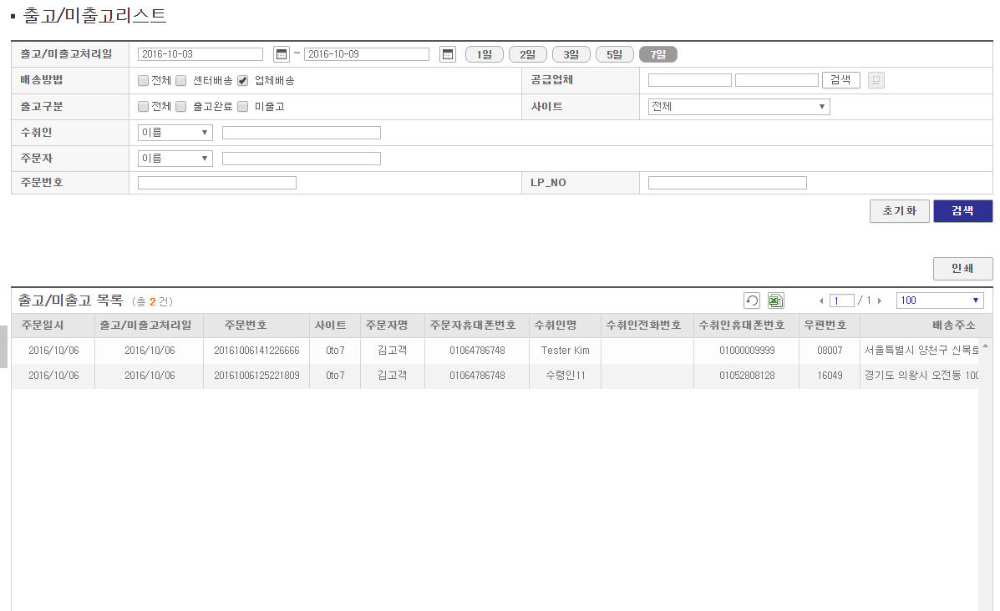 ▪ 출고/미출고리스트
출고/미출고처리일 2016-10-03 ~ 2016-10-09 1일 2일 3일 5일 7일
배송방법 전체 센터배송 업체배송 공급업체 검색
출고구분 전체 출고완료 미출고 사이트 전체
수취인 이름
주문자 이름
주문번호 LP_NO
초기화 검색
인쇄
출고/미출고 목록 (총 2 건) 1 / 1 100
주문일시 출고/미출고처리일 주문번호 사이트 주문자명 주문자휴대폰번호 수취인명 수취인전화번호 수취인휴대폰번호 우편번호 배송주소
2016/10/06 2016/10/06 20161006141226666 0to7 김고객 01064786748 Tester Kim 01000009999 08007 서울특별시 양천구 신목로
2016/10/06 2016/10/06 20161006125221809 0to7 김고객 01064786748 수령인11 01052808128 16049 경기도 의왕시 오전동 100